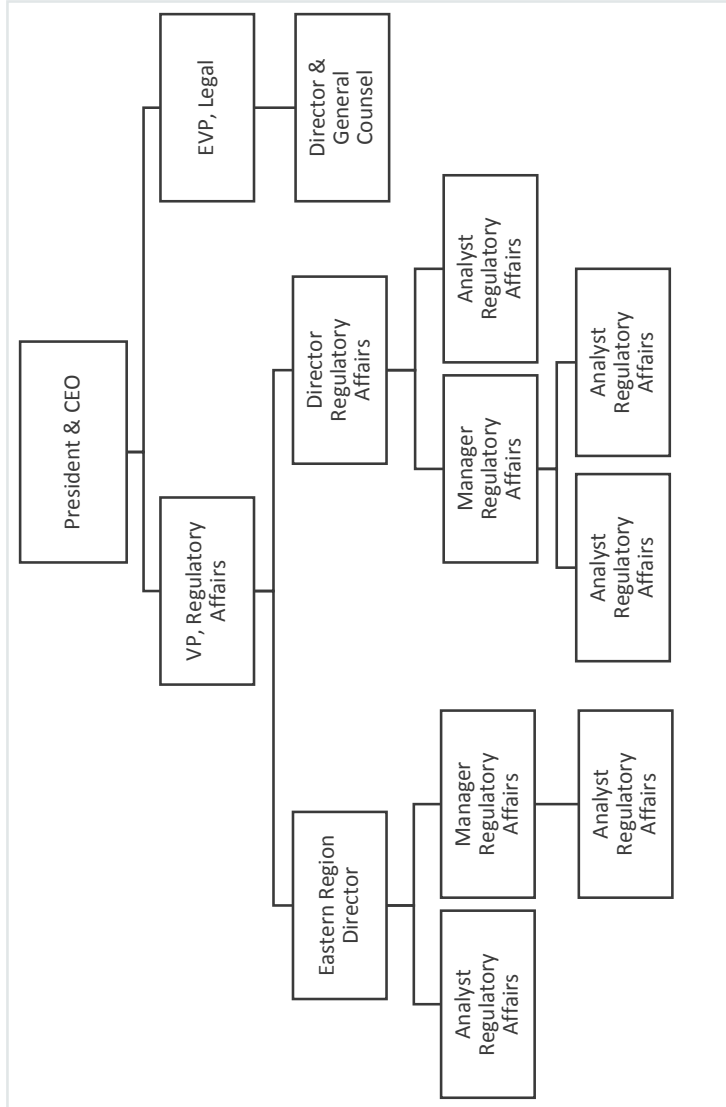 President & CEO
VP, Regulatory
Affairs
EVP, Legal
Eastern Region
Director
Director
Regulatory
Affairs
Director &
General
Counsel
Analyst
Regulatory
Affairs
Manager
Regulatory
Affairs
Manager
Regulatory
Affairs
Analyst
Regulatory
Affairs
Analyst
Regulatory
Affairs
Analyst
Regulatory
Affairs
Analyst
Regulatory
Affairs